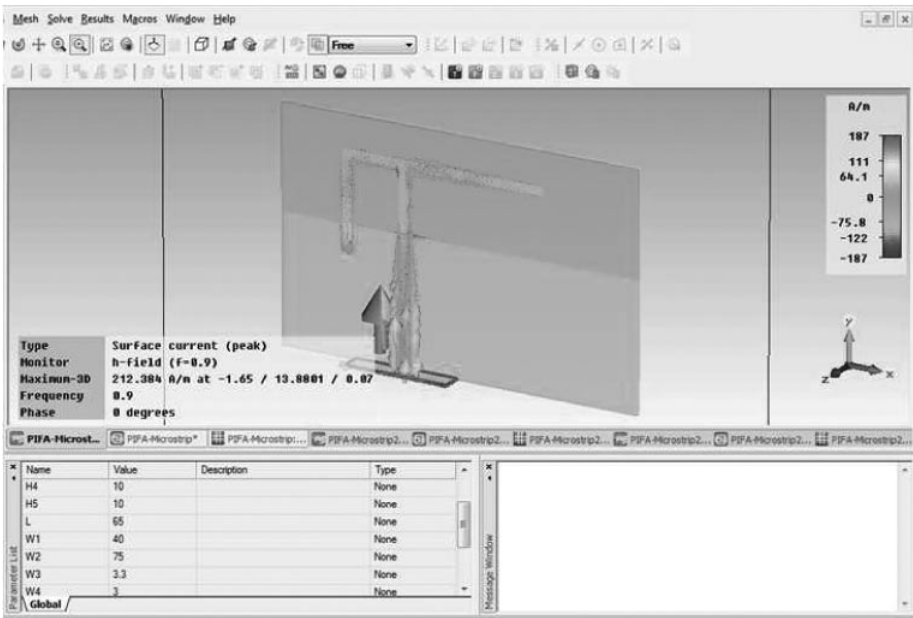 Mesh Solve Results Macros Window Help
Free
A/m
187
111
64.1
0
-75.8
-122
-187
y
z x
Type Surface current (peak)
Monitor h-field (f=0.9)
Maximum-3D 212.384 A/m at -1.65 / 13.8801 / 0.07
Frequency 0.9
Phase 0 degrees
PIFA-Microst... PIFA-Microstrip* PIFA-Microstrip:... PIFA-Microstrip2... PIFA-Microstrip2... PIFA-Microstrip2... PIFA-Microstrip2... PIFA-Microstrip2... PIFA-Microstrip2...
Name Value Description Type
H4 10 None
H5 10 None
L 65 None
W1 40 None
W2 75 None
W3 3.3 None
W4 3 None
Global
Parameter List
Message Window